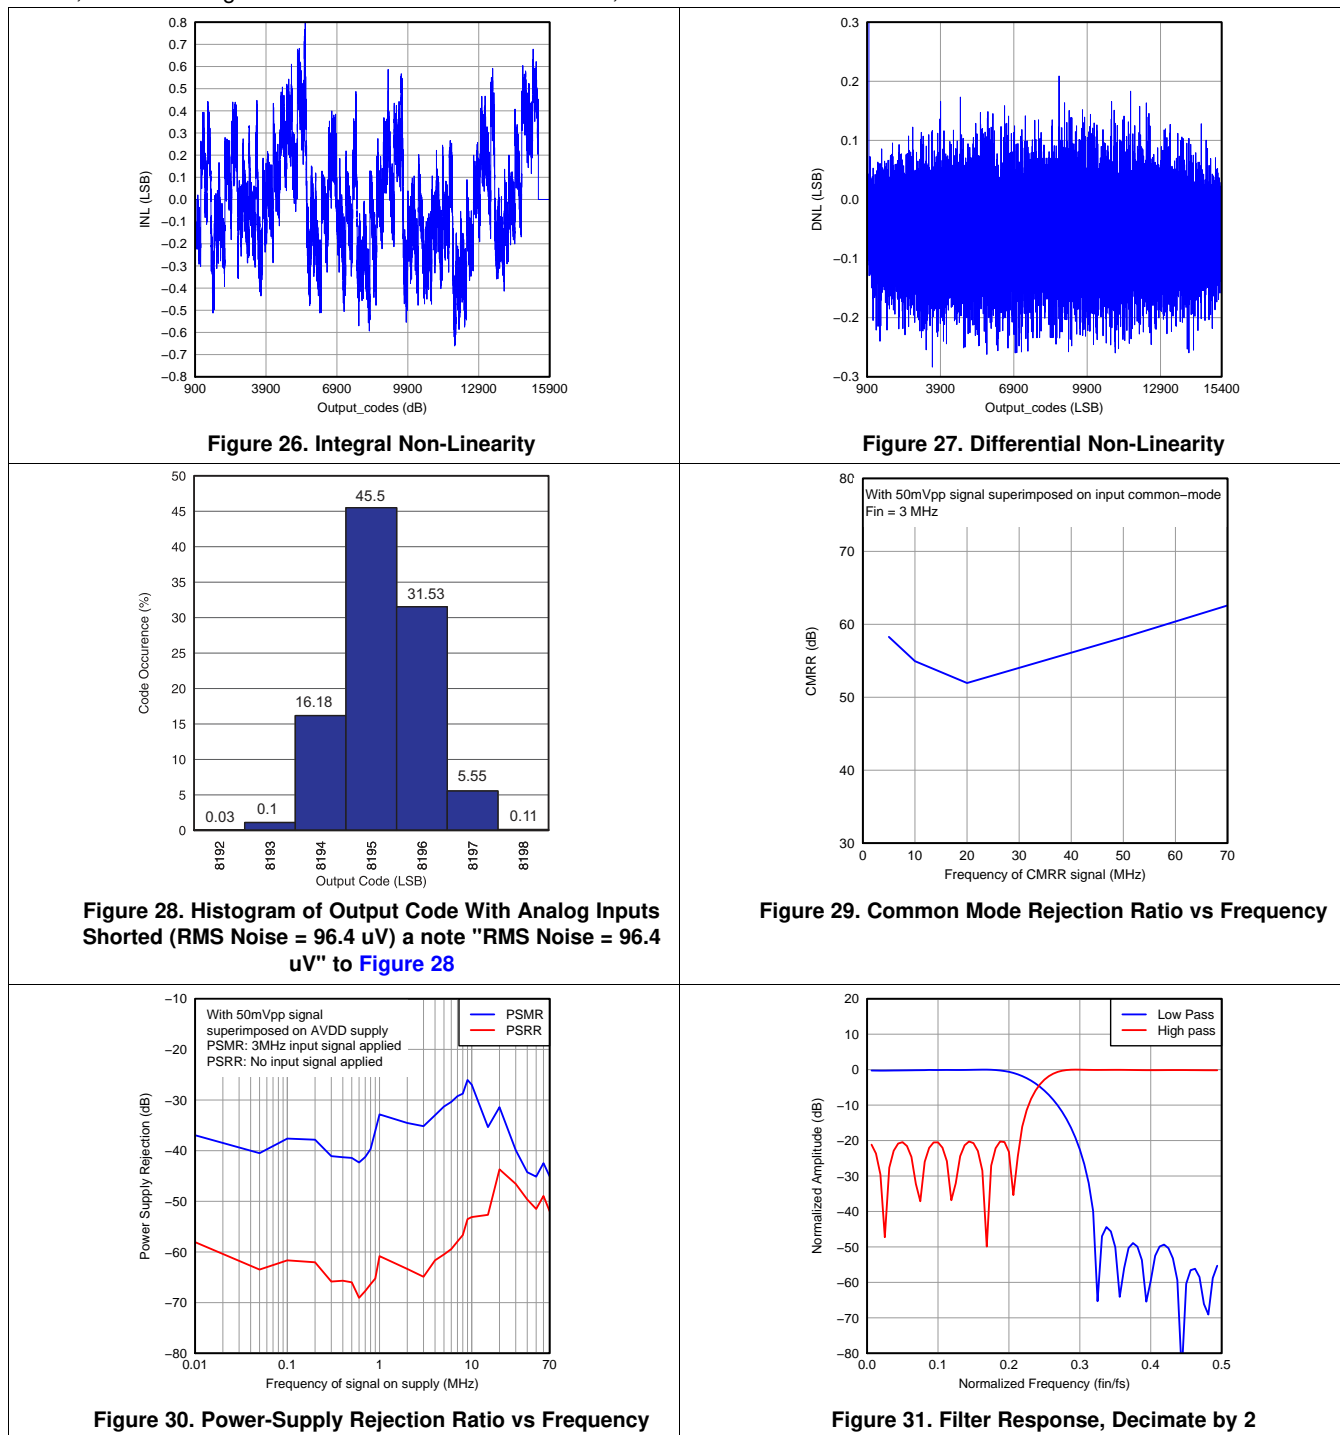 0.8
0.7
0.6
0.5
0.4
0.3
0.2
0.1
0.0
−0.1
−0.2
−0.3
−0.4
−0.5
−0.6
−0.7
−0.8
INL (LSB)
900 3900 6900 9900 12900 15900
Output_codes (dB)
Figure 26. Integral Non-Linearity
0.3
0.2
0.1
0.0
−0.1
−0.2
−0.3
DNL (LSB)
900 3900 6900 9900 12900 15400
Output_codes (LSB)
Figure 27. Differential Non-Linearity
50
45
40
35
30
25
20
15
10
5
0
Code Occurrence (%)
0.03 0.1 16.18 45.5 31.53 5.55 0.11
8192 8193 8194 8195 8196 8197 8198
Output Code (LSB)
Figure 28. Histogram of Output Code With Analog Inputs
Shorted (RMS Noise = 96.4 uV) a note "RMS Noise = 96.4
uV" to Figure 28
With 50mVpp signal superimposed on input common−mode
Fin = 3 MHz
80
70
60
50
40
30
CMRR (dB)
0 10 20 30 40 50 60 70
Frequency of CMRR signal (MHz)
Figure 29. Common Mode Rejection Ratio vs Frequency
With 50mVpp signal
superimposed on AVDD supply
PSMR: 3MHz input signal applied
PSRR: No input signal applied
PSMR
PSRR
−10
−20
−30
−40
−50
−60
−70
−80
Power Supply Rejection (dB)
0.01 0.1 1 10 70
Frequency of signal on supply (MHz)
Figure 30. Power-Supply Rejection Ratio vs Frequency
Low Pass
High pass
20
10
0
−10
−20
−30
−40
−50
−60
−70
−80
Normalized Amplitude (dB)
0.0 0.1 0.2 0.3 0.4 0.5
Normalized Frequency (fin/fs)
Figure 31. Filter Response, Decimate by 2